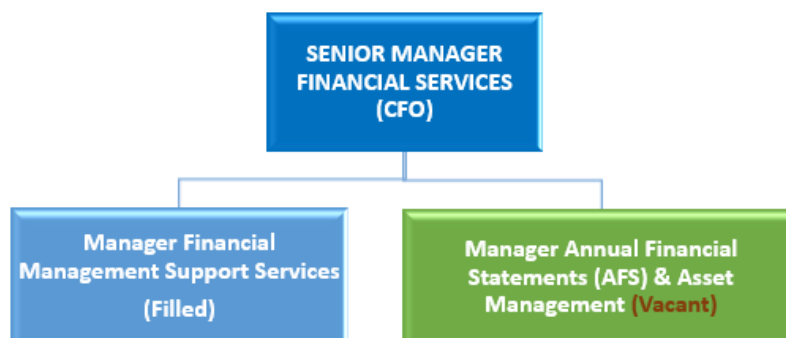 SENIOR MANAGER
FINANCIAL SERVICES
(CFO)
Manager Financial
Management Support Services
(Filled)
Manager Annual Financial
Statements (AFS) & Asset
Management (Vacant)